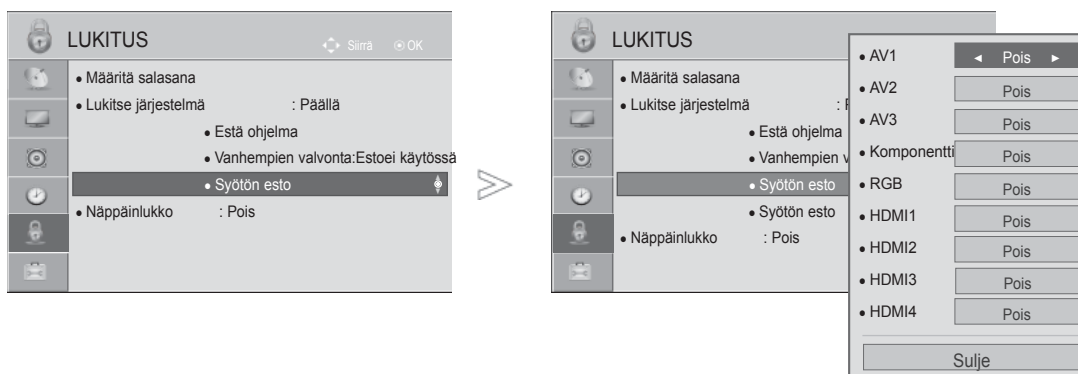 LUKITUS
Siirrä OK
• Määritä salasana
• Lukitse järjestelmä : Päällä
• Estä ohjelma
• Vanhempien valvonta:Estoei käytössä
• Syötön esto
• Näppäinlukko : Pois
LUKITUS
• Määritä salasana
• Lukitse järjestelmä :
• Estä ohjelma
• Vanhempien v
• Syötön esto
• Syötön esto
• Näppäinlukko : Pois
• AV1 ◄ Pois ►
• AV2 Pois
• AV3 Pois
• Komponentti Pois
• RGB Pois
• HDMI1 Pois
• HDMI2 Pois
• HDMI3 Pois
• HDMI4 Pois
Sulje